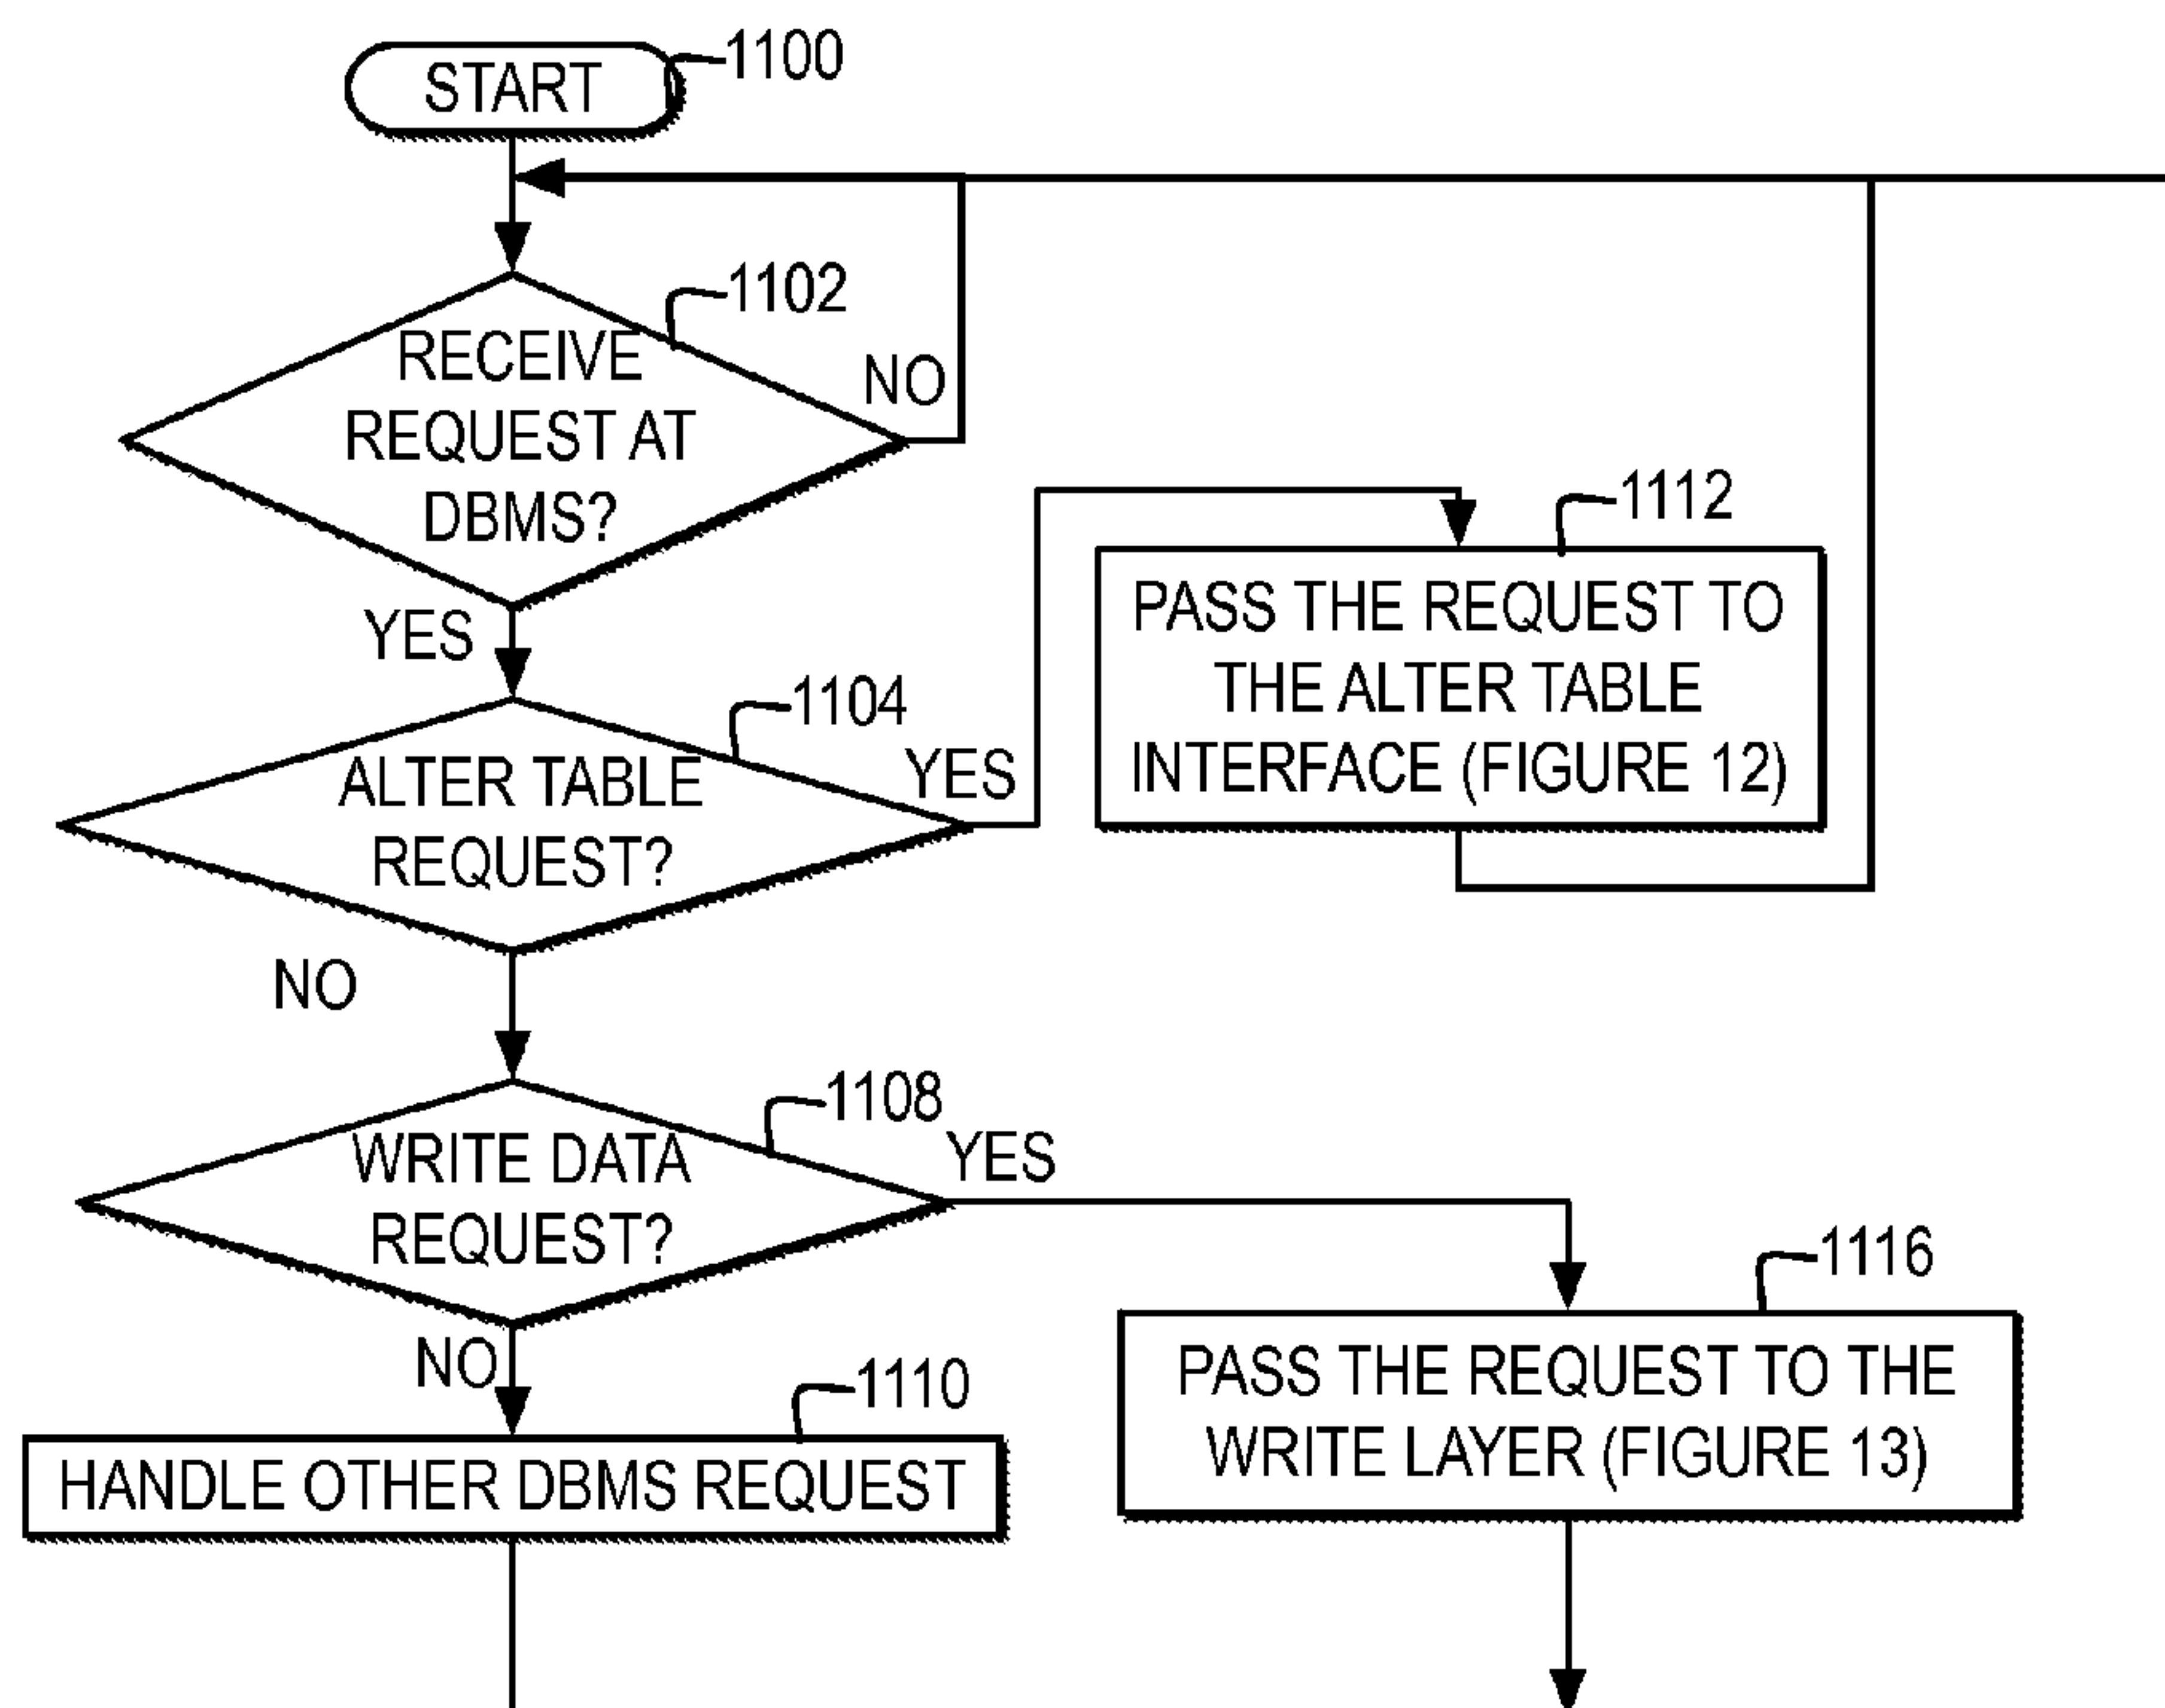 START
1100
1102
RECEIVE
REQUEST AT
DBMS?
NO
YES
1104
ALTER TABLE
REQUEST?
YES
1112
PASS THE REQUEST TO
THE ALTER TABLE
INTERFACE (FIGURE 12)
NO
1108
WRITE DATA
REQUEST?
YES
NO
1110
HANDLE OTHER DBMS REQUEST
1116
PASS THE REQUEST TO THE
WRITE LAYER (FIGURE 13)